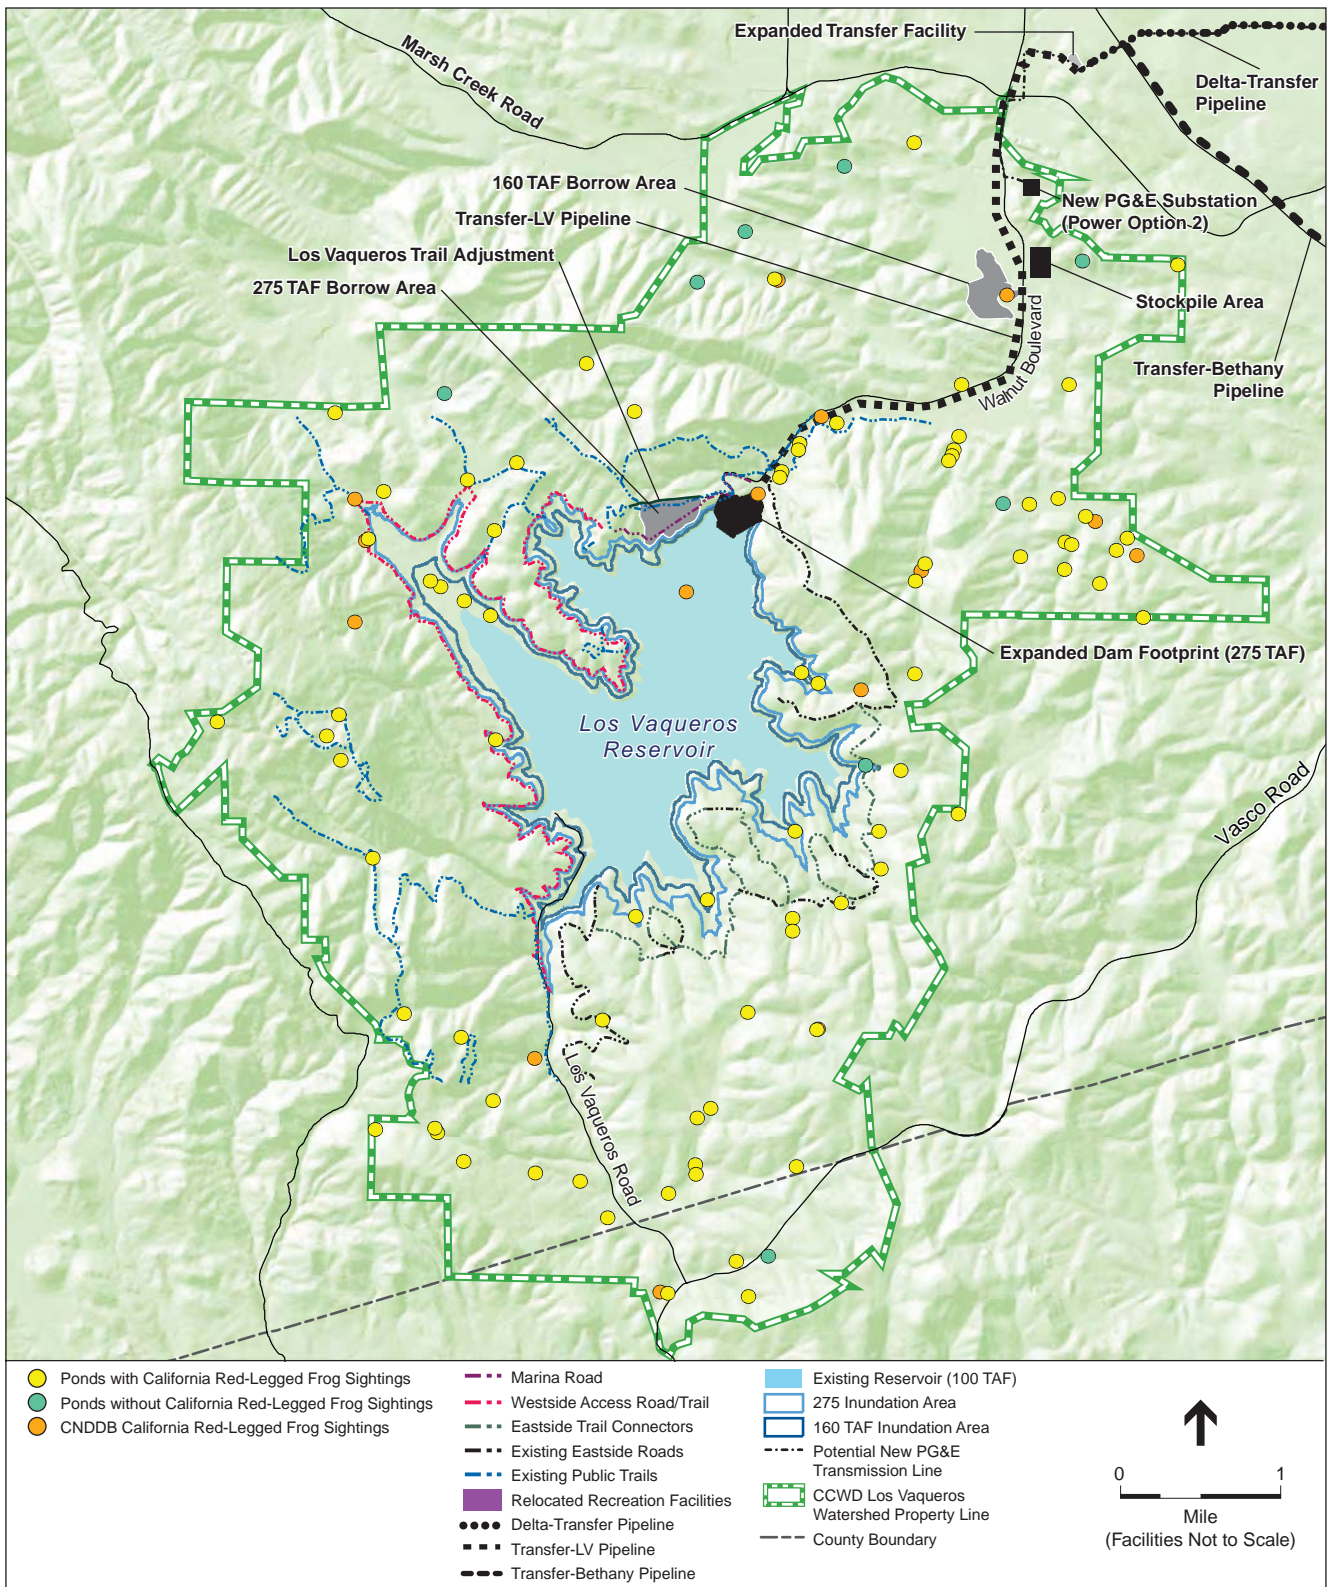 Expanded Transfer Facility
Marsh Creek Road
Delta-Transfer
Pipeline
160 TAF Borrow Area
New PG&E Substation
(Power Option 2)
Transfer-LV Pipeline
Los Vaqueros Trail Adjustment
275 TAF Borrow Area
Stockpile Area
Walnut Boulevard
Transfer-Bethany
Pipeline
Expanded Dam Footprint (275 TAF)
Los Vaqueros
Reservoir
Vasco Road
Los Vaqueros Road
Ponds with California Red-Legged Frog Sightings
Ponds without California Red-Legged Frog Sightings
CNDDB California Red-Legged Frog Sightings
Marina Road
Westside Access Road/Trail
Eastside Trail Connectors
Existing Eastside Roads
Existing Public Trails
Relocated Recreation Facilities
Delta-Transfer Pipeline
Transfer-LV Pipeline
Transfer-Bethany Pipeline
Existing Reservoir (100 TAF)
275 Inundation Area
160 TAF Inundation Area
Potential New PG&E
Transmission Line
CCWD Los Vaqueros
Watershed Property Line
County Boundary
0 1
Mile
(Facilities Not to Scale)